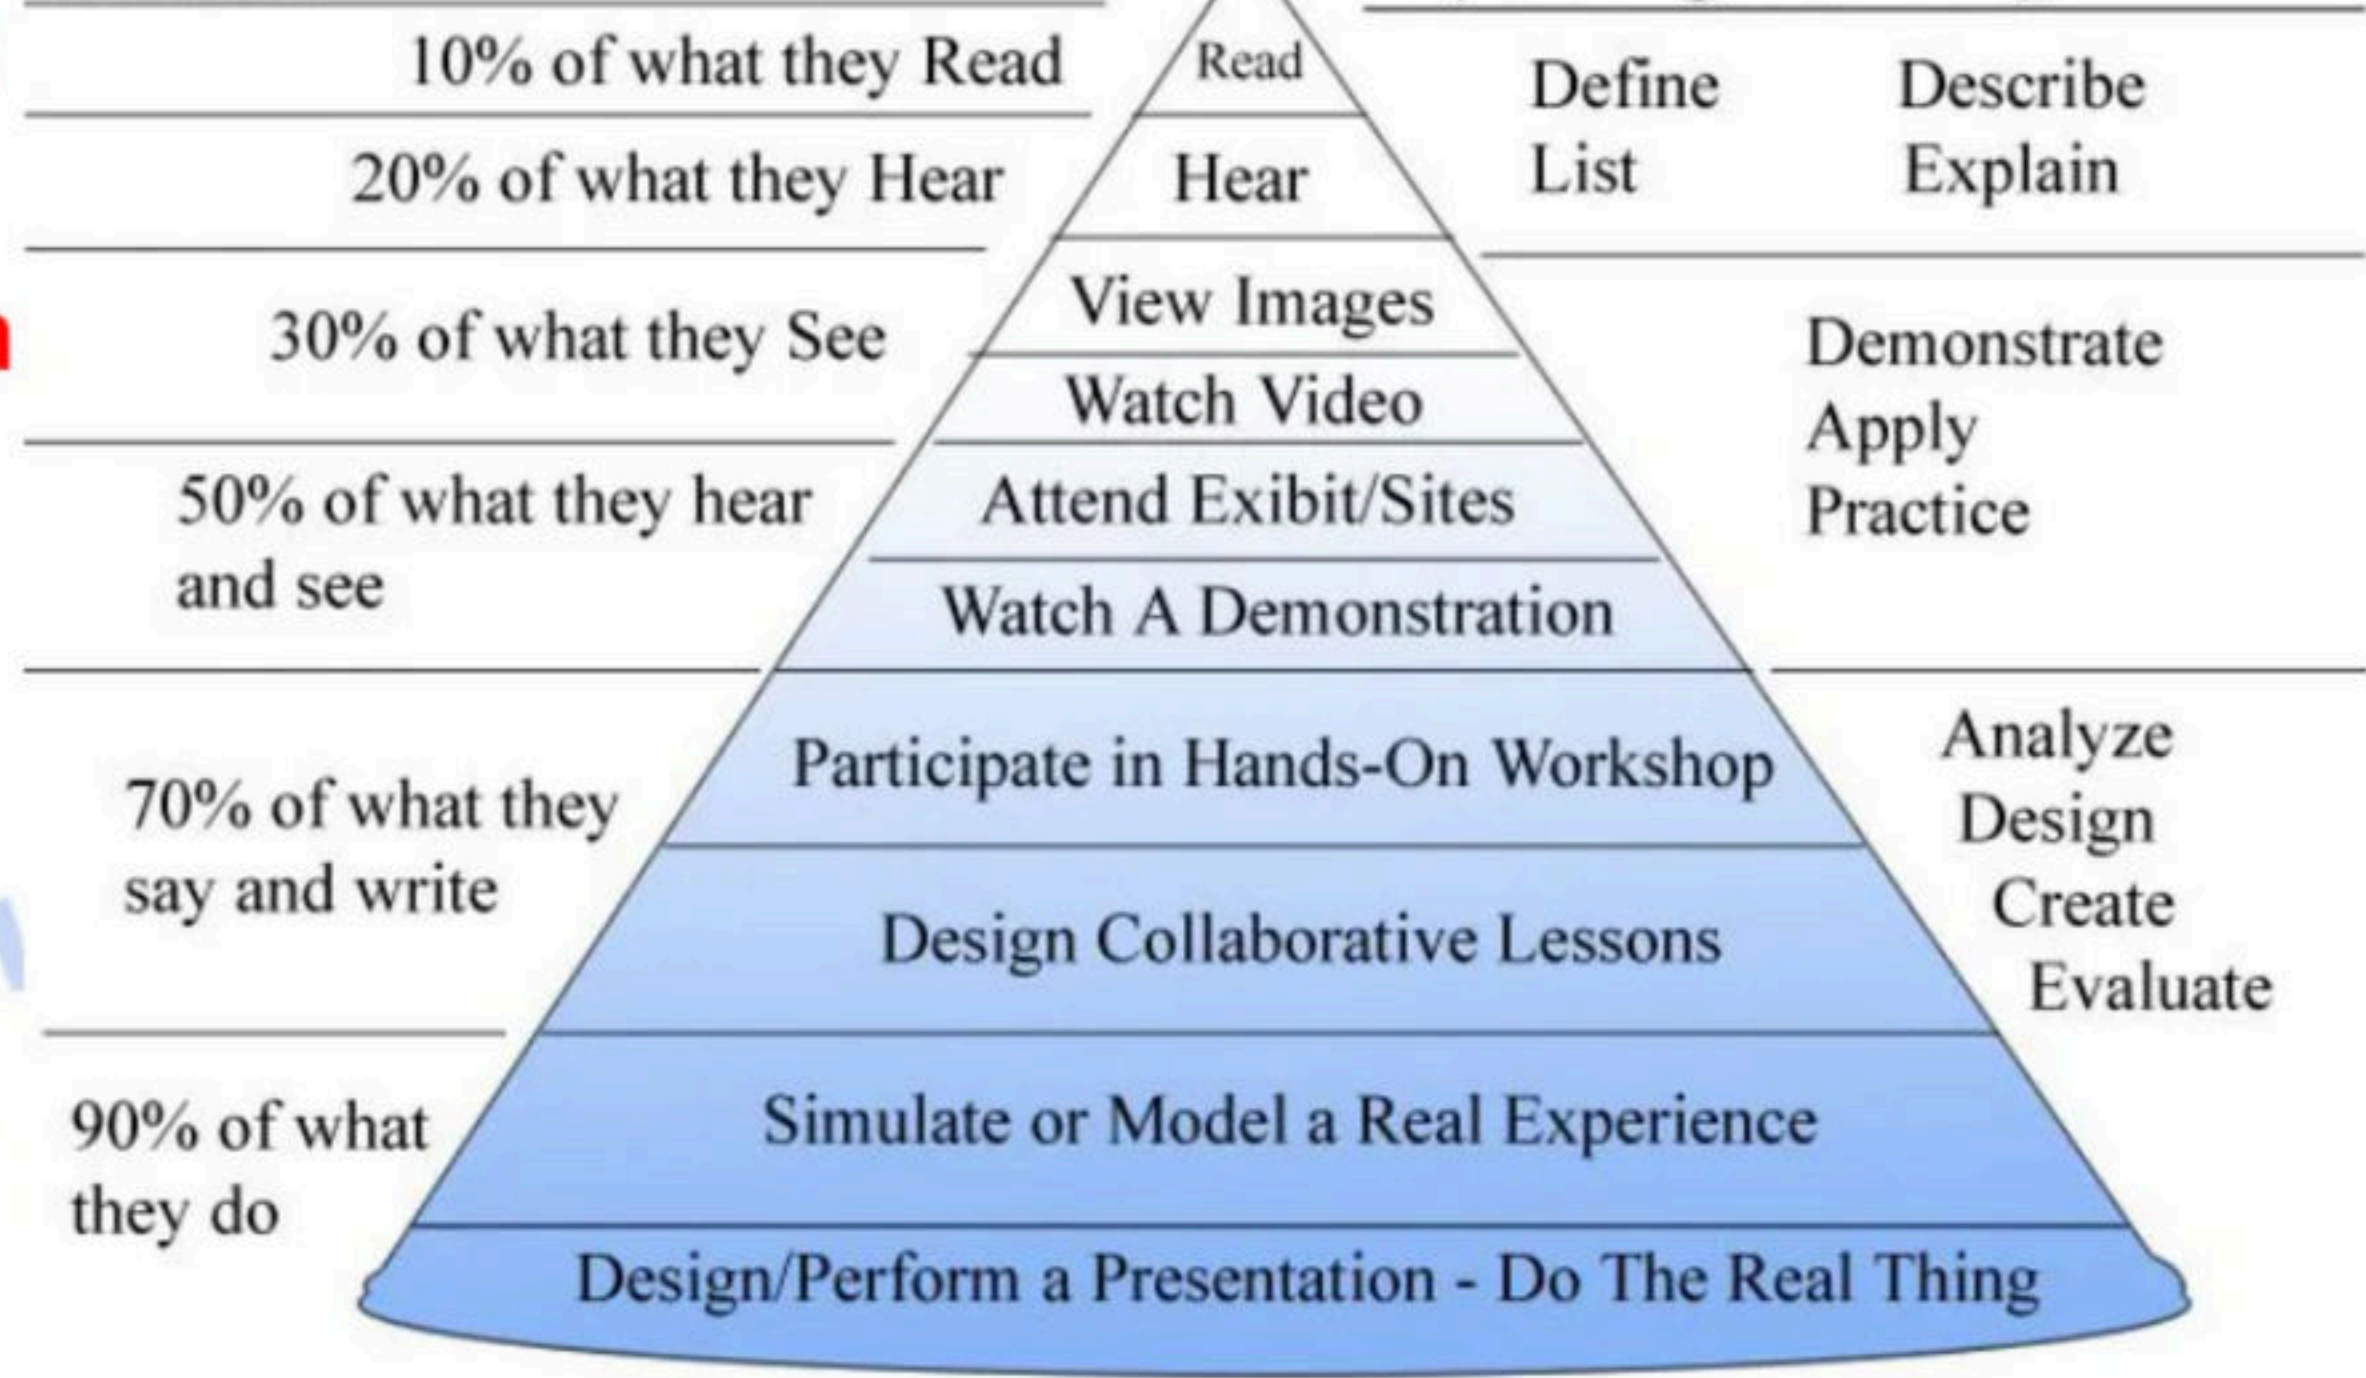 10% of what they Read
Read
Define Describe
List Explain
20% of what they Hear
Hear
30% of what they See
View Images
Watch Video
Demonstrate
Apply
Practice
50% of what they hear
and see
Attend Exibit/Sites
Watch A Demonstration
70% of what they
say and write
Participate in Hands-On Workshop
Design Collaborative Lessons
Analyze
Design
Create
Evaluate
90% of what
they do
Simulate or Model a Real Experience
Design/Perform a Presentation - Do The Real Thing